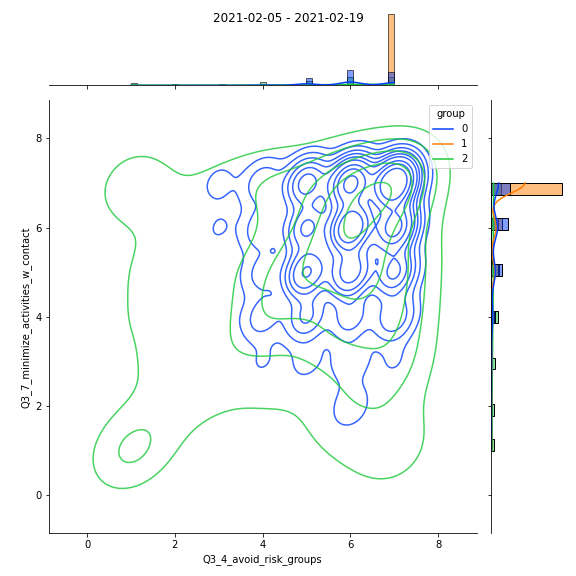 2021-02-05 - 2021-02-19
group
0
1
2
8
6
4
2
0
Q3_7_minimize_activities_w_contact
0 2 4 6 8
Q3_4_avoid_risk_groups